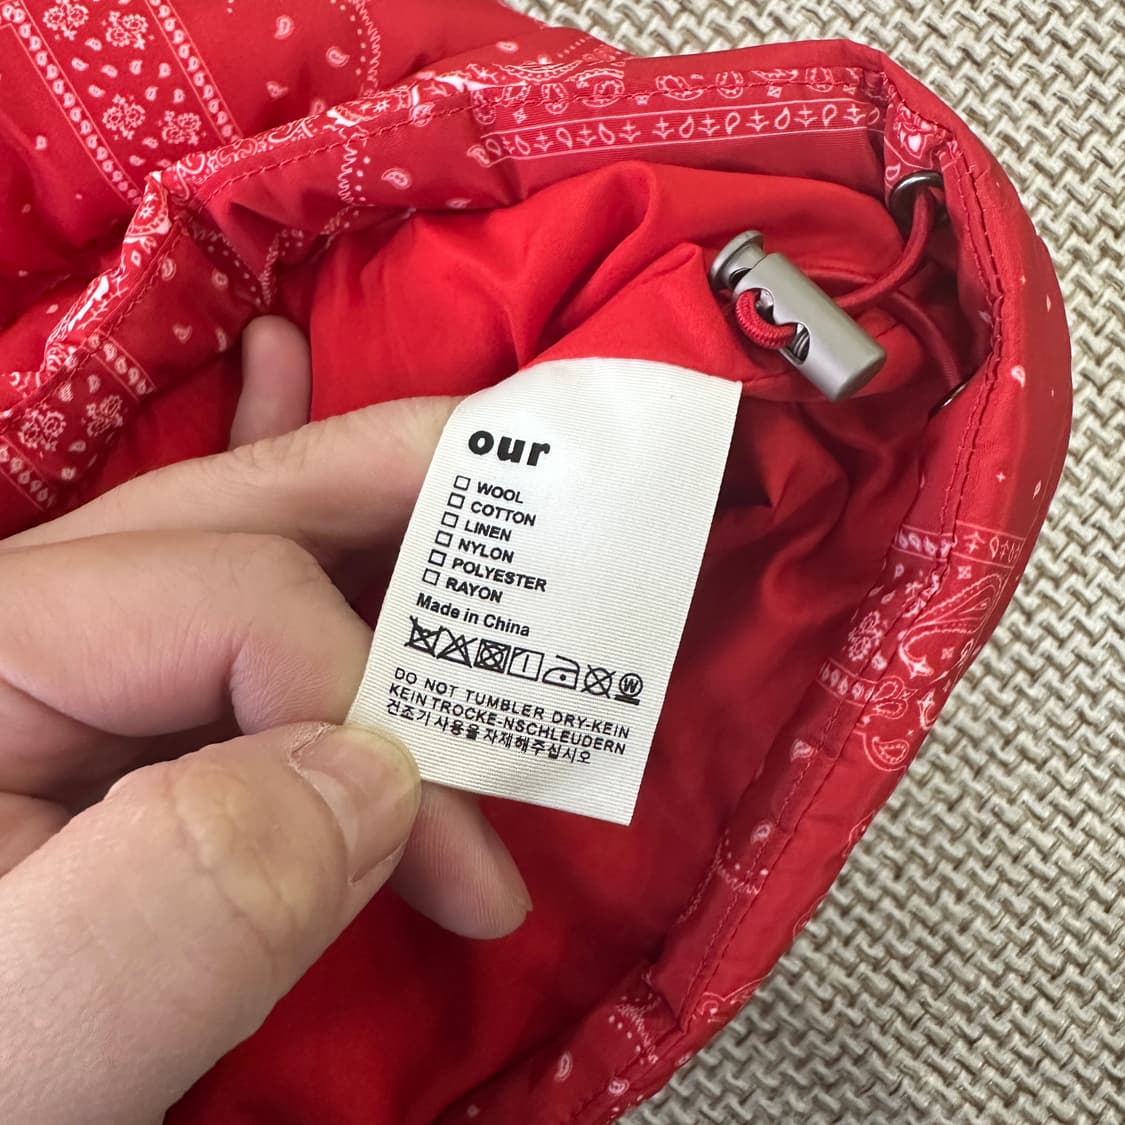 our
WOOL
COTTON
LINEN
NYLON
POLYESTER
RAYON
Made in China
W
DO NOT TUMBLER DRY-KEIN
KEIN TROCKE-NSCHLEUDERN
건조기 사용을 자제해주십시오